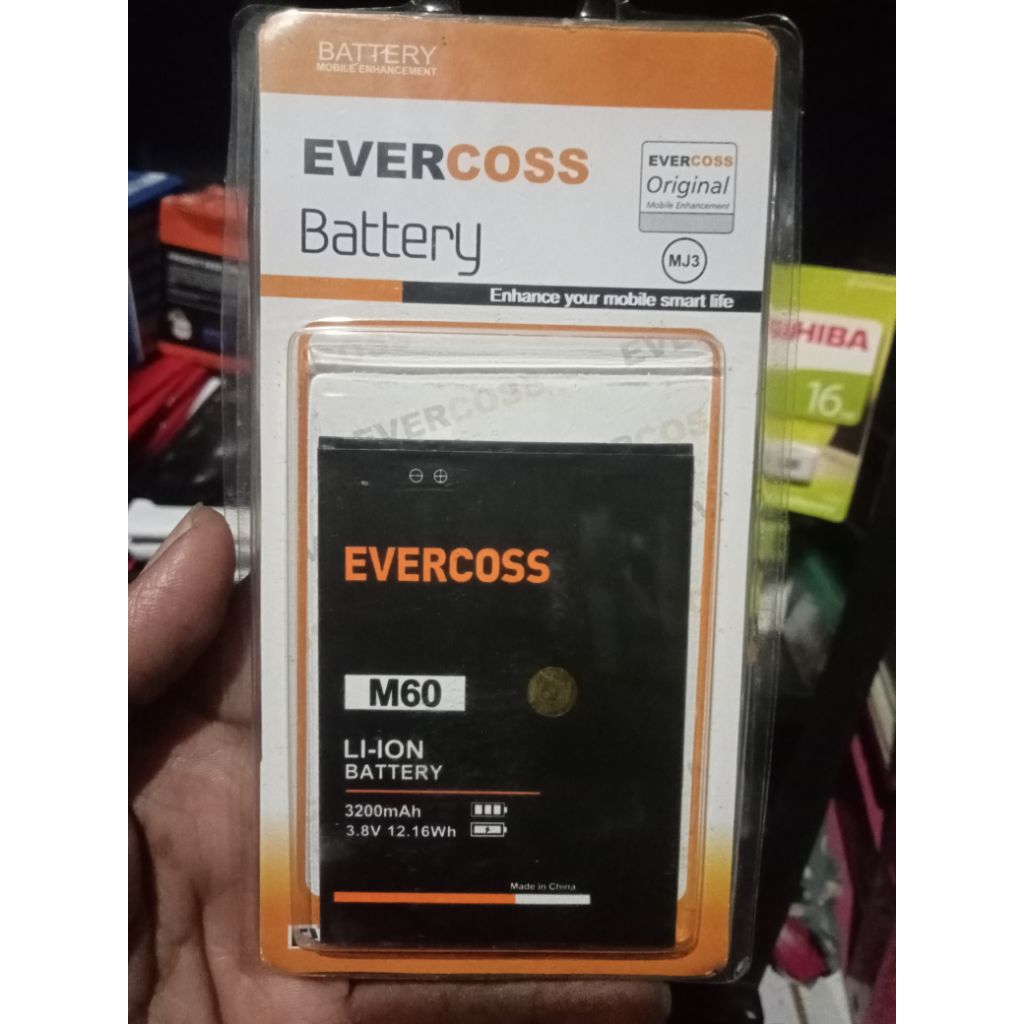 BATTERY
MOBILE ENHANCEMENT
EVERCOSS
Battery
EVERCOSS
Original
Mobile Enhancement
MJ3
Enhance your mobile smart life
EVERCOSS
EVERCOSS
M60
LI-ION
BATTERY
3200mAh
3.8V 12.16Wh
Made in China
HIBA
16